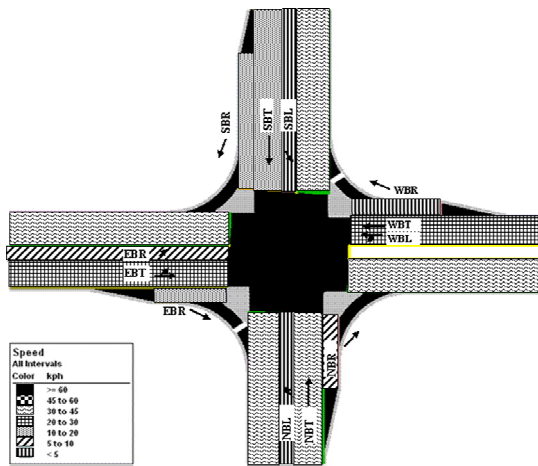 SBR
SBT
SBL
WBR
WBT
WBL
EBR
EBT
EBR
NBL
NBT
NBR
Speed
All Intervals
Color kph
>= 60
45 to 60
30 to 45
20 to 30
10 to 20
5 to 10
< 5